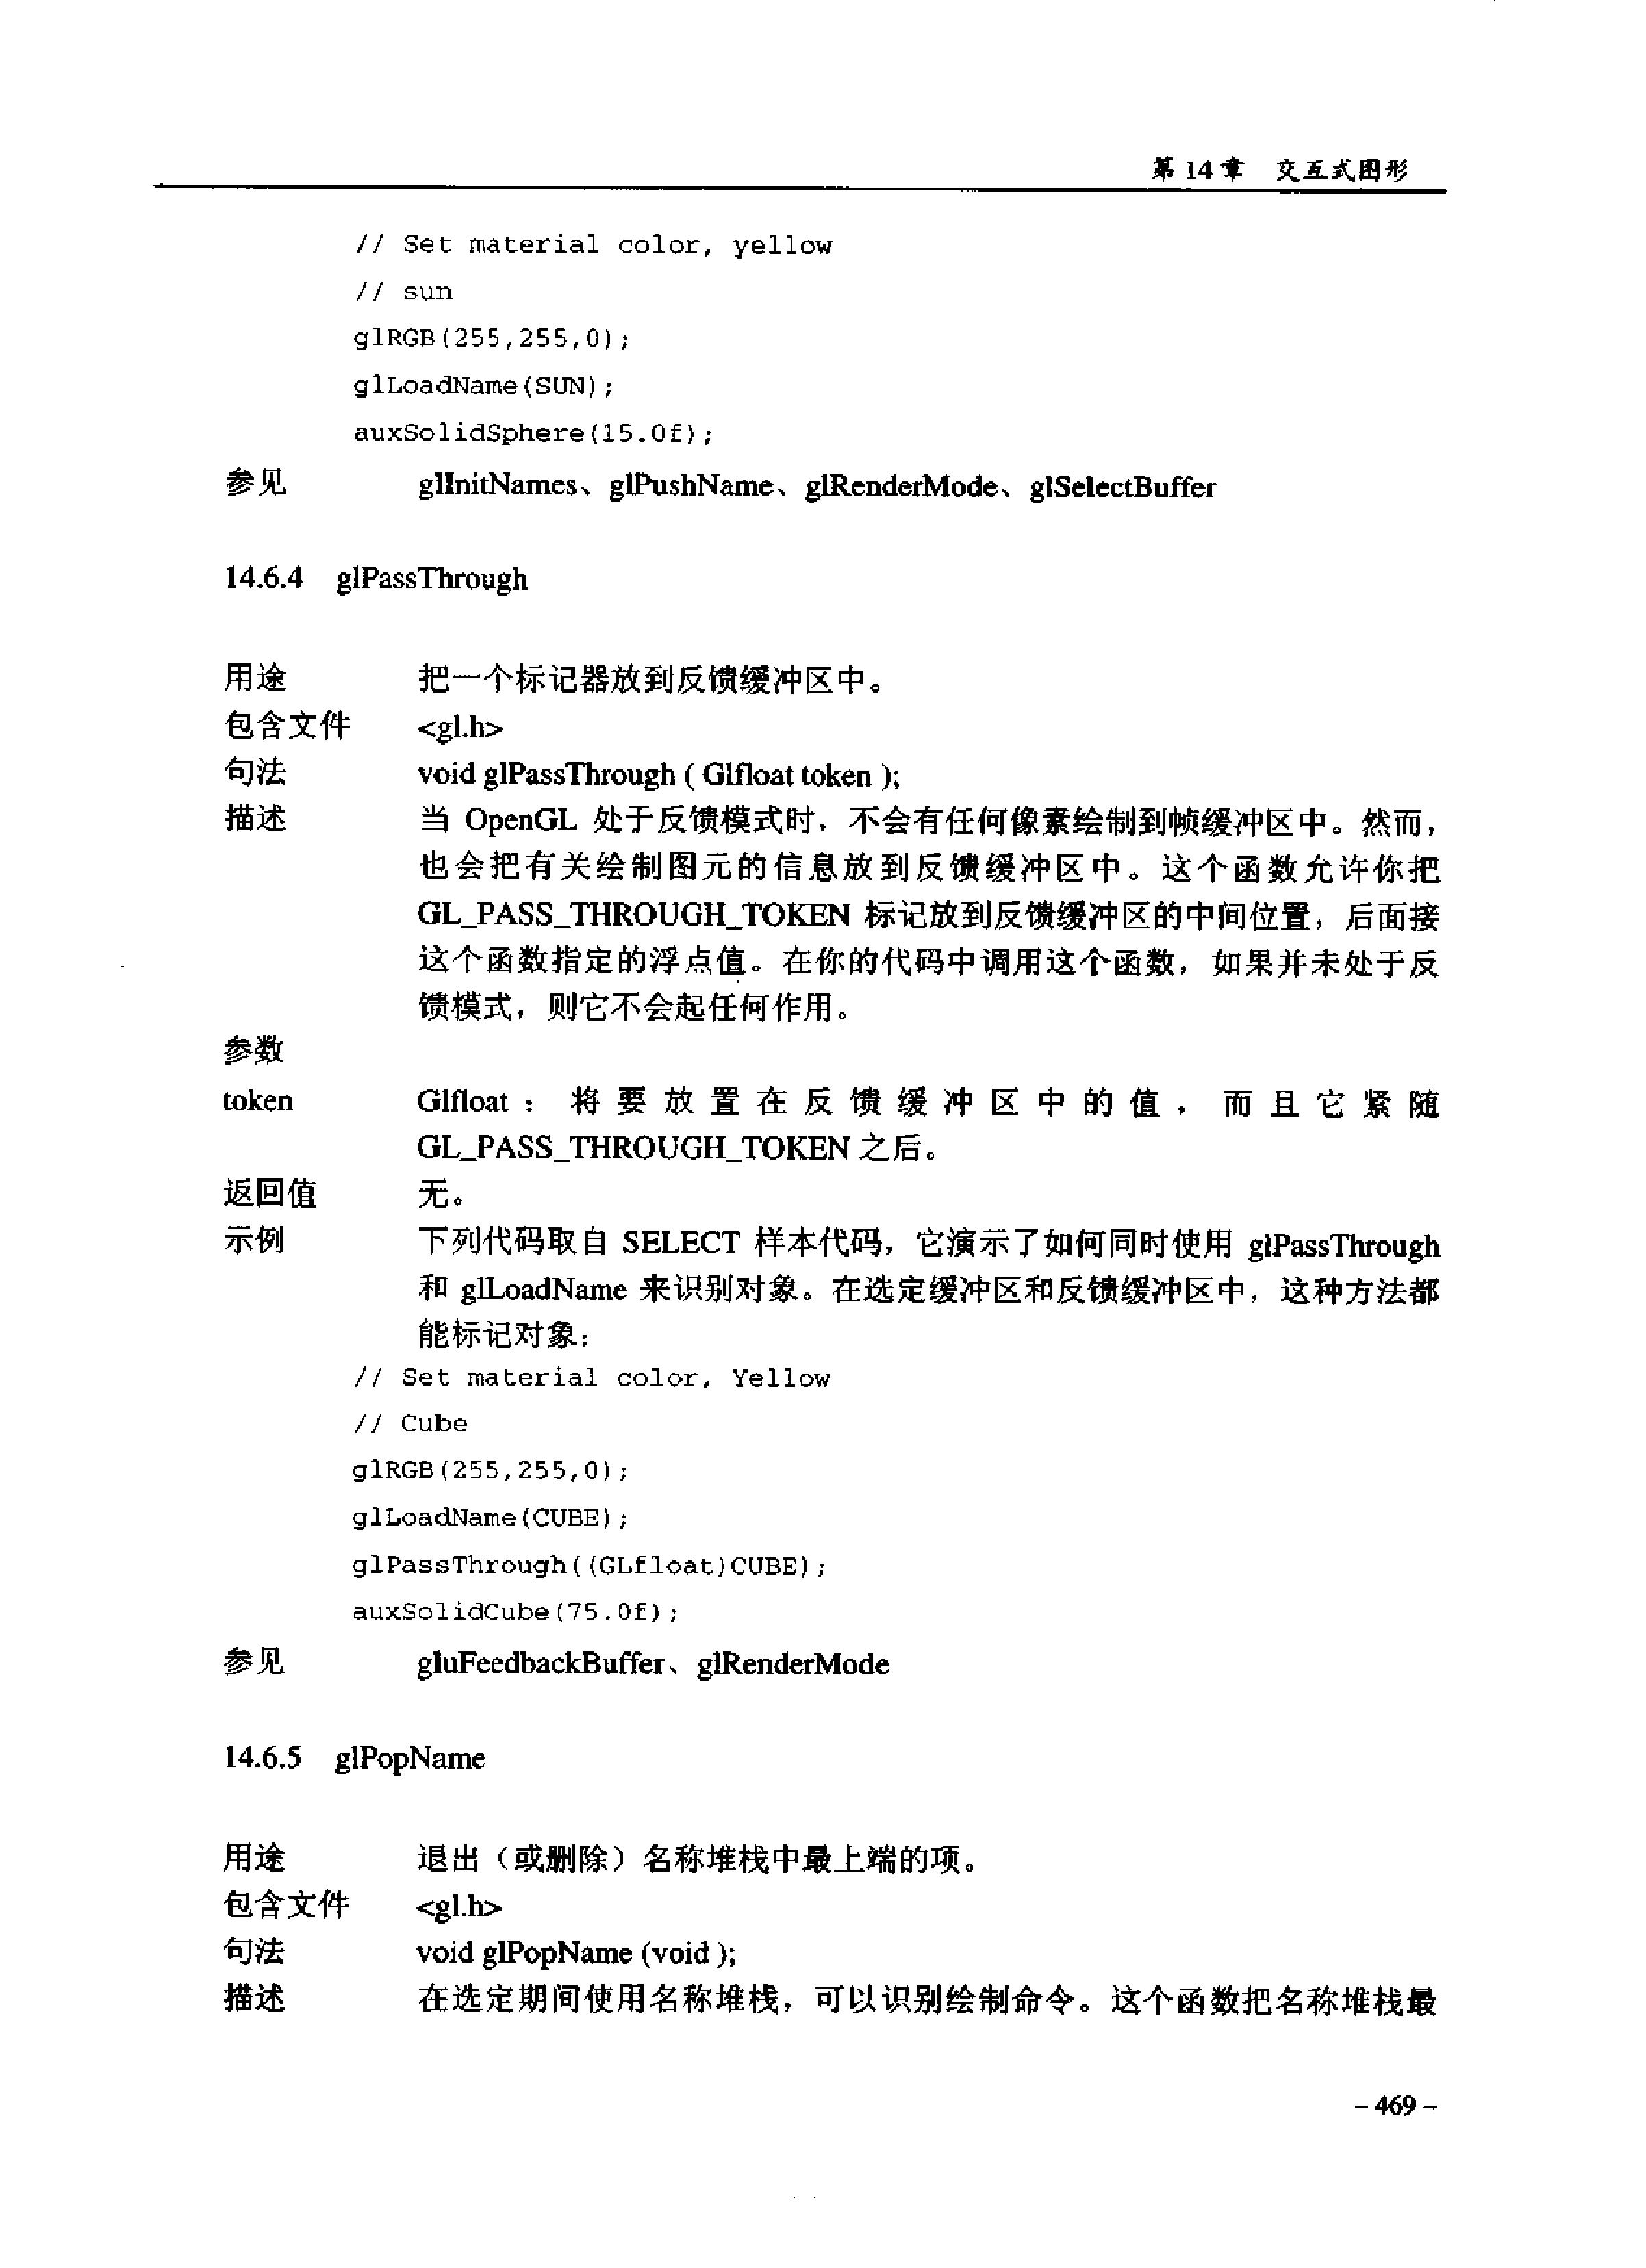 第 14 章　交互式图形
// Set material color, yellow
// sun
glRGB(255,255,0);
glLoadName(SUN);
auxSolidSphere(15.0f);
参见　glInitNames、glPushName、glRenderMode、glSelectBuffer
14.6.4　glPassThrough
用途　把一个标记器放到反馈缓冲区中。
包含文件　<gl.h>
句法　void glPassThrough ( Glfloat token );
描述　当 OpenGL 处于反馈模式时，不会有任何像素绘制到帧缓冲区中。然而，
也会把有关绘制图元的信息放到反馈缓冲区中。这个函数允许你把
GL_PASS_THROUGH_TOKEN 标记放到反馈缓冲区的中间位置，后面接
这个函数指定的浮点值。在你的代码中调用这个函数，如果并未处于反
馈模式，则它不会起任何作用。
参数
token　Glfloat：将要放置在反馈缓冲区中的值，而且它紧随
GL_PASS_THROUGH_TOKEN 之后。
返回值　无。
示例　下列代码取自 SELECT 样本代码，它演示了如何同时使用 glPassThrough
和 glLoadName 来识别对象。在选定缓冲区和反馈缓冲区中，这种方法都
能标记对象：
// Set material color, Yellow
// Cube
glRGB(255,255,0);
glLoadName(CUBE);
glPassThrough((GLfloat)CUBE);
auxSolidCube(75.0f);
参见　gluFeedbackBuffer、glRenderMode
14.6.5　glPopName
用途　退出（或删除）名称堆栈中最上端的项。
包含文件　<gl.h>
句法　void glPopName (void );
描述　在选定期间使用名称堆栈，可以识别绘制命令。这个函数把名称堆栈最
– 469 –